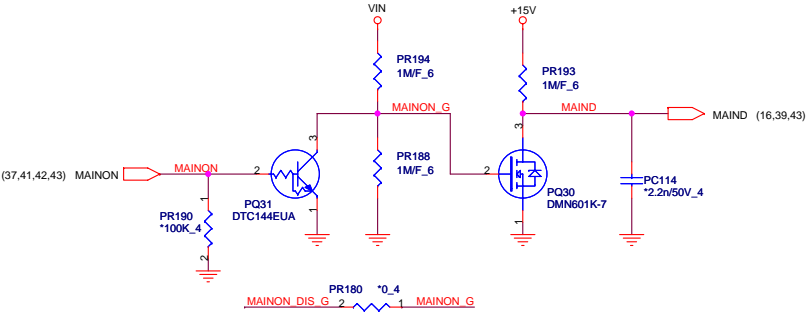 VIN
+15V
PR194
1M/F_6
PR193
1M/F_6
MAINON_G
MAIND
MAIND (16,39,43)
3
3
(37,41,42,43) MAINON
MAINON
2
PR188
1M/F_6
2
PC114
*2.2n/50V_4
1
PQ31
DTC144EUA
1
PQ30
DMN601K-7
1
PR190
*100K_4
2
PR180 *0_4
MAINON_DIS_G 2 1 MAINON_G